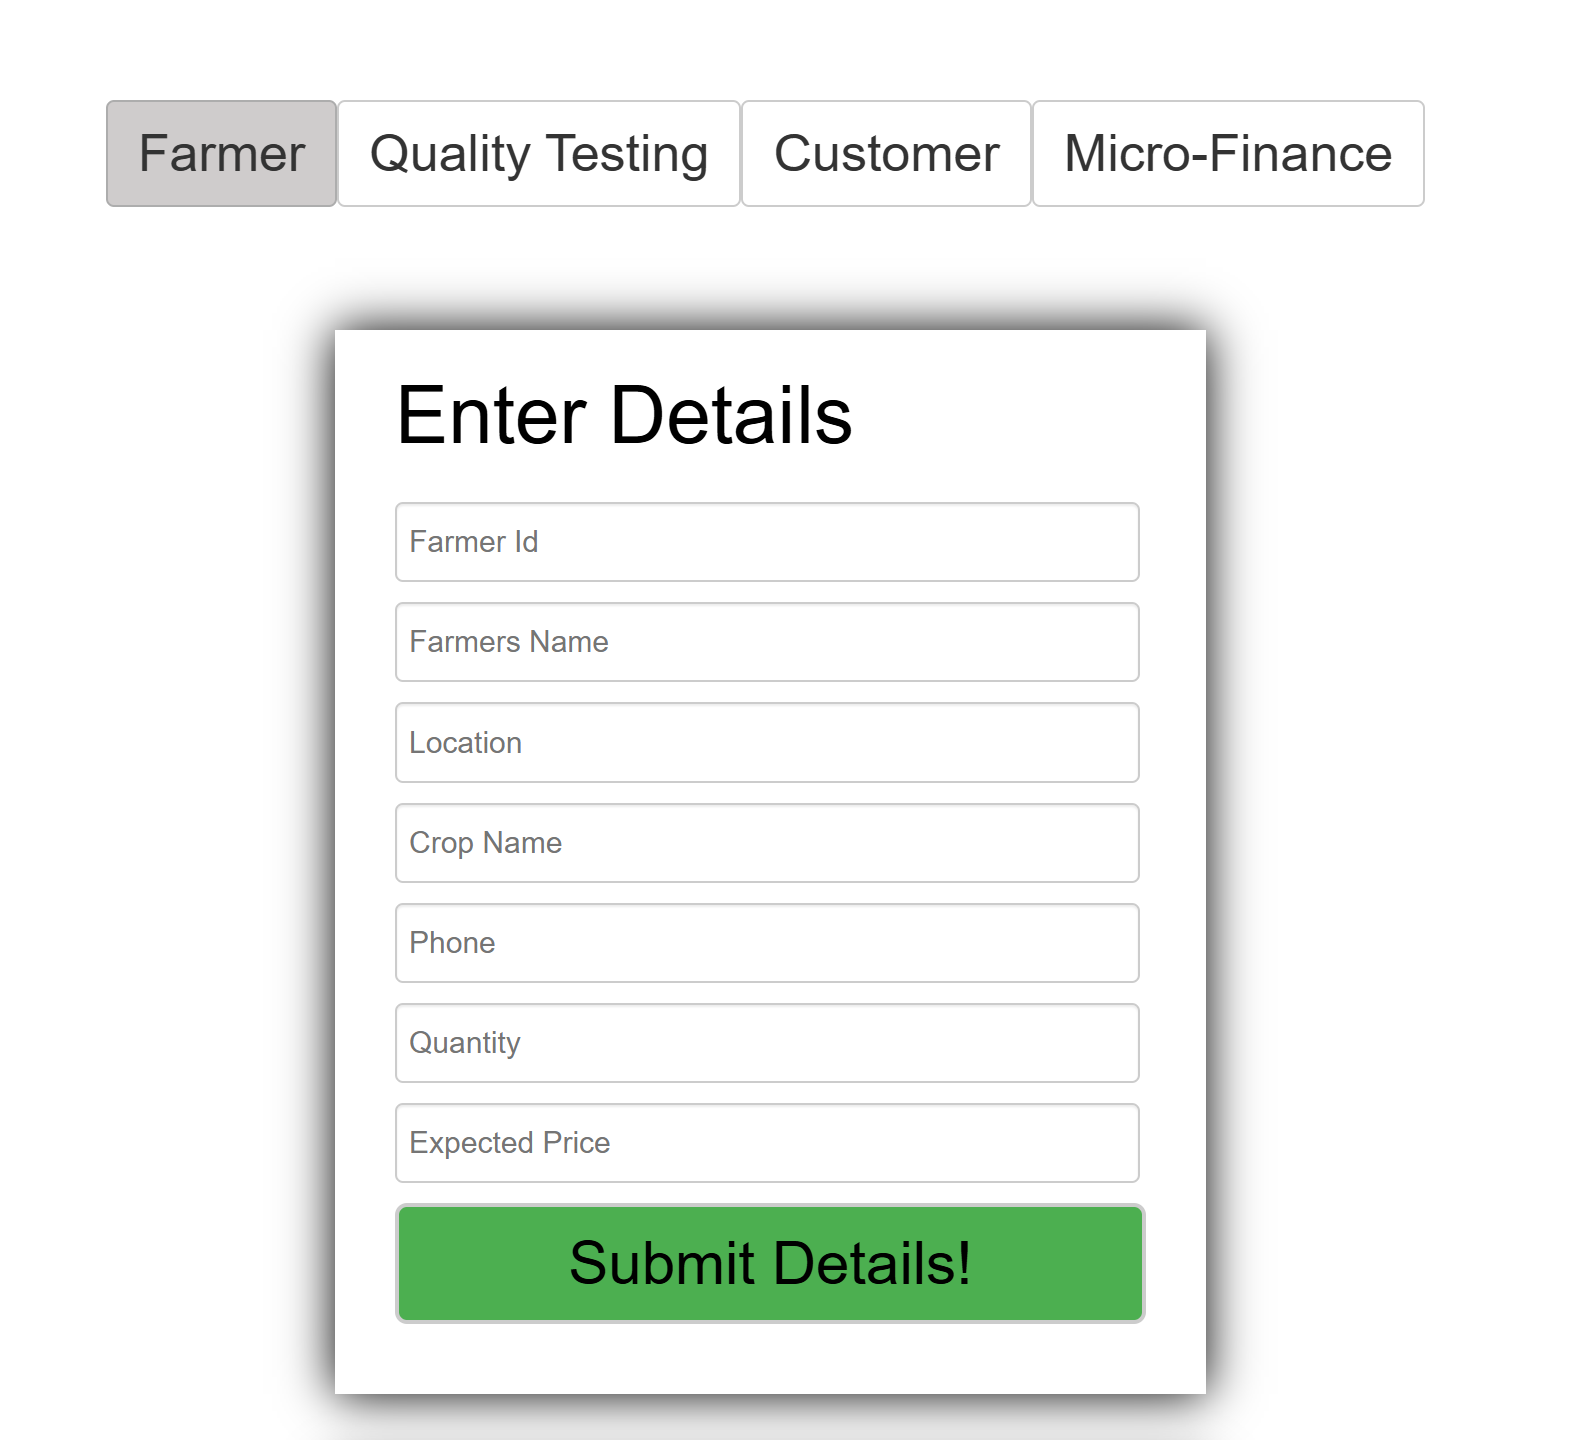 Farmer Quality Testing Customer Micro-Finance
Enter Details
Farmer Id
Farmers Name
Location
Crop Name
Phone
Quantity
Expected Price
Submit Details!